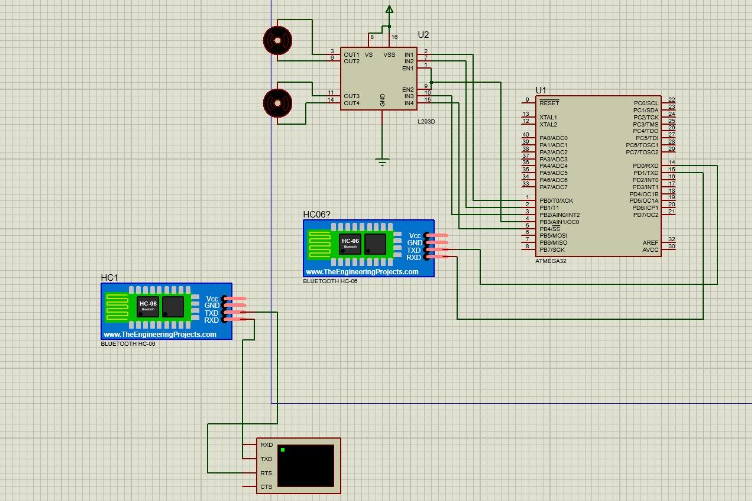 U2
8
16
3
6
OUT1
OUT2
VS
VSS
IN1
IN2
EN1
2
7
1
11
14
OUT3
OUT4
GND
EN2
IN3
IN4
9
10
15
L293D
U1
9
RESET
13
12
XTAL1
XTAL2
40
39
38
37
36
35
34
33
PA0/ADC0
PA1/ADC1
PA2/ADC2
PA3/ADC3
PA4/ADC4
PA5/ADC5
PA6/ADC6
PA7/ADC7
1
2
3
4
5
6
7
8
PB0/T0/XCK
PB1/T1
PB2/AIN0/INT2
PB3/AIN1/OC0
PB4/SS
PB5/MOSI
PB6/MISO
PB7/SCK
PC0/SCL
PC1/SDA
PC2/TCK
PC3/TMS
PC4/TDO
PC5/TDI
PC6/TOSC1
PC7/TOSC2
22
23
24
25
26
27
28
29
PD0/RXD
PD1/TXD
PD2/INT0
PD3/INT1
PD4/OC1B
PD5/OC1A
PD6/ICP1
PD7/OC2
14
15
16
17
18
19
20
21
AREF
AVCC
32
30
ATMEGA32
HC06?
HC-06
Vcc
GND
TXD
RXD
www.TheEngineeringProjects.com
BLUETOOTH HC-06
HC1
HC-06
Vcc
GND
TXD
RXD
www.TheEngineeringProjects.com
BLUETOOTH HC-06
RXD
TXD
RTS
CTS